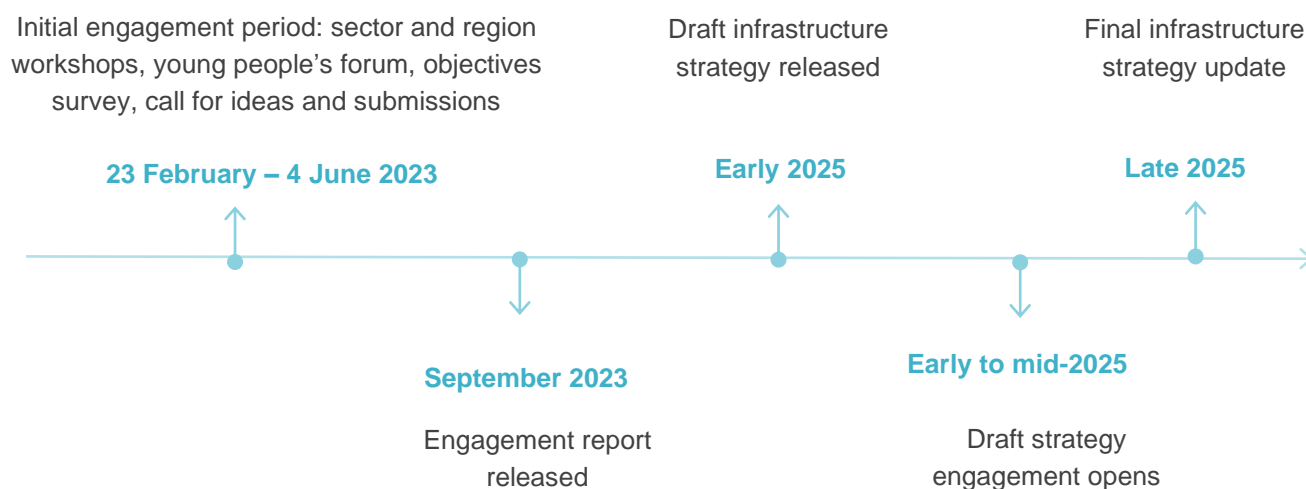 Initial engagement period: sector and region
workshops, young people’s forum, objectives
survey, call for ideas and submissions
23 February – 4 June 2023
September 2023
Engagement report
released
Draft infrastructure
strategy released
Early 2025
Early to mid-2025
Draft strategy
engagement opens
Final infrastructure
strategy update
Late 2025